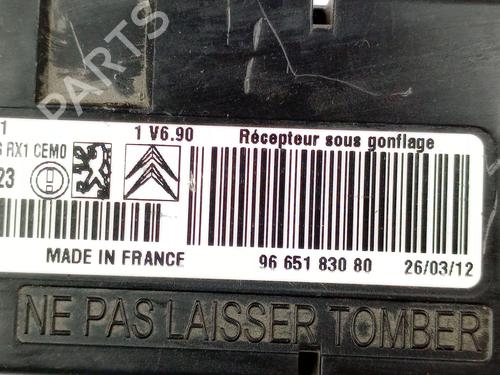 1 V6.90 Récepteur sous gonflage
RX1 CEM0
23
MADE IN FRANCE 96 651 830 80 26/03/12
NE PAS LAISSER TOMBER
PARTS